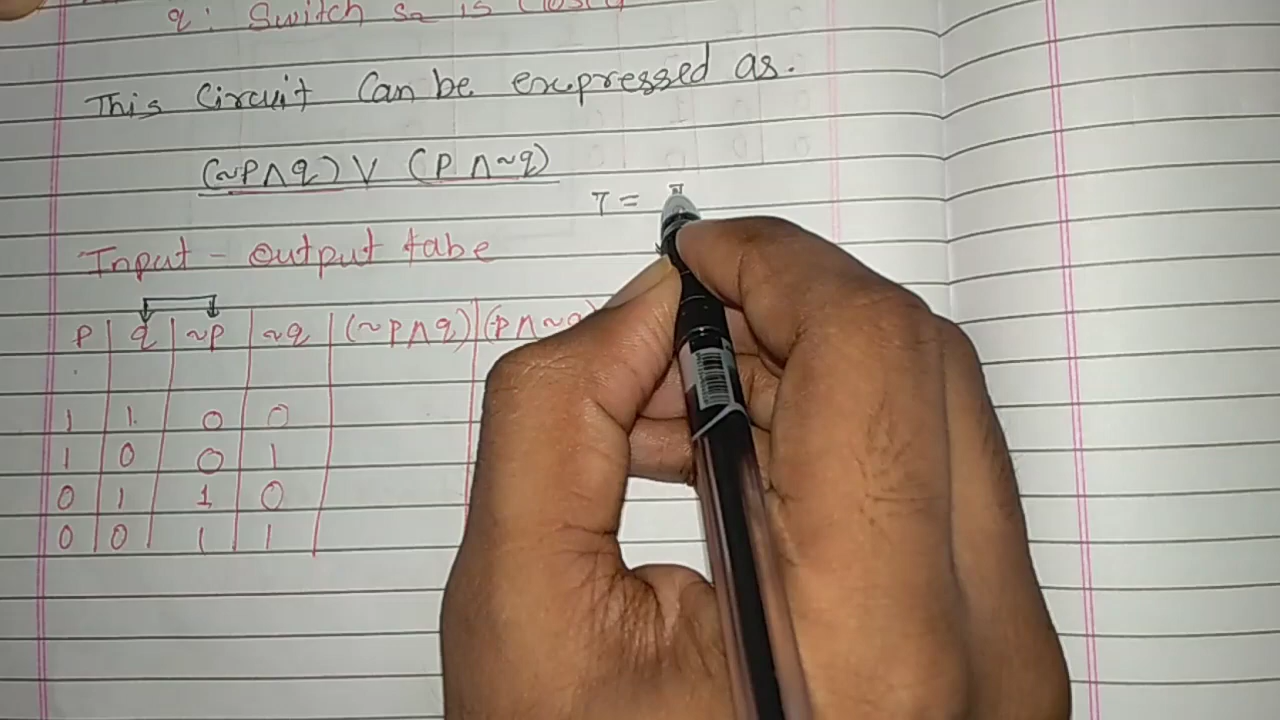 q: Switch S2 is Closed
This Circuit Can be expressed as.
(~p∧q)∨ (p∧~q)
T =
Input - output tabe
p q ~p ~q (~p∧q) (p∧~q)
1 1 0 0
1 0 0 1
0 1 1 0
0 0 1 1